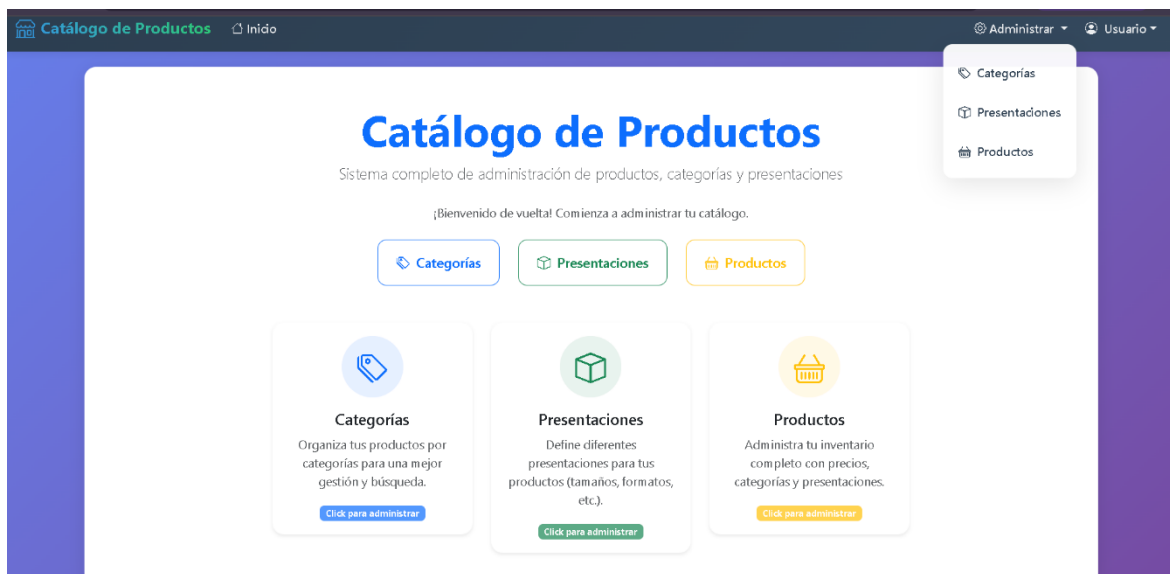 Catálogo de Productos Inicio Administrar Usuario
Categorías
Presentaciones
Productos
Catálogo de Productos
Sistema completo de administración de productos, categorías y presentaciones
¡Bienvenido de vuelta! Comienza a administrar tu catálogo.
Categorías Presentaciones Productos
Categorías
Organiza tus productos por
categorías para una mejor
gestión y búsqueda.
Click para administrar
Presentaciones
Define diferentes
presentaciones para tus
productos (tamaños, formatos,
etc.).
Click para administrar
Productos
Administra tu inventario
completo con precios,
categorías y presentaciones.
Click para administrar